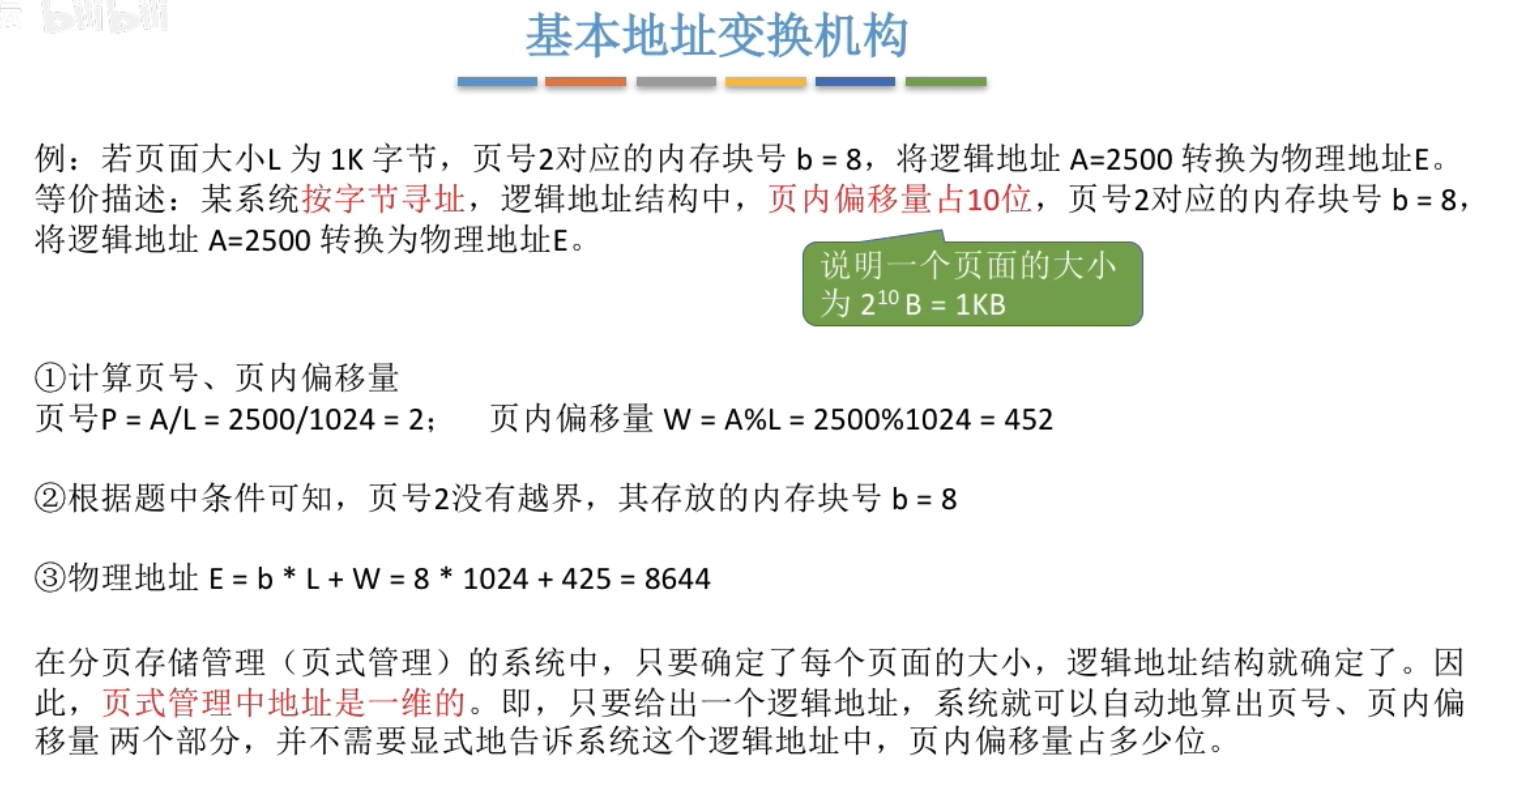 基本地址变换机构
例：若页面大小L 为 1K 字节，页号2对应的内存块号 b = 8，将逻辑地址 A=2500 转换为物理地址E。
等价描述：某系统按字节寻址，逻辑地址结构中，页内偏移量占10位，页号2对应的内存块号 b = 8，
将逻辑地址 A=2500 转换为物理地址E。
说明一个页面的大小
为 2¹⁰ B = 1KB
①计算页号、页内偏移量
页号P = A/L = 2500/1024 = 2； 页内偏移量 W = A%L = 2500%1024 = 452
②根据题中条件可知，页号2没有越界，其存放的内存块号 b = 8
③物理地址 E = b * L + W = 8 * 1024 + 425 = 8644
在分页存储管理（页式管理）的系统中，只要确定了每个页面的大小，逻辑地址结构就确定了。因
此，页式管理中地址是一维的。即，只要给出一个逻辑地址，系统就可以自动地算出页号、页内偏
移量 两个部分，并不需要显式地告诉系统这个逻辑地址中，页内偏移量占多少位。